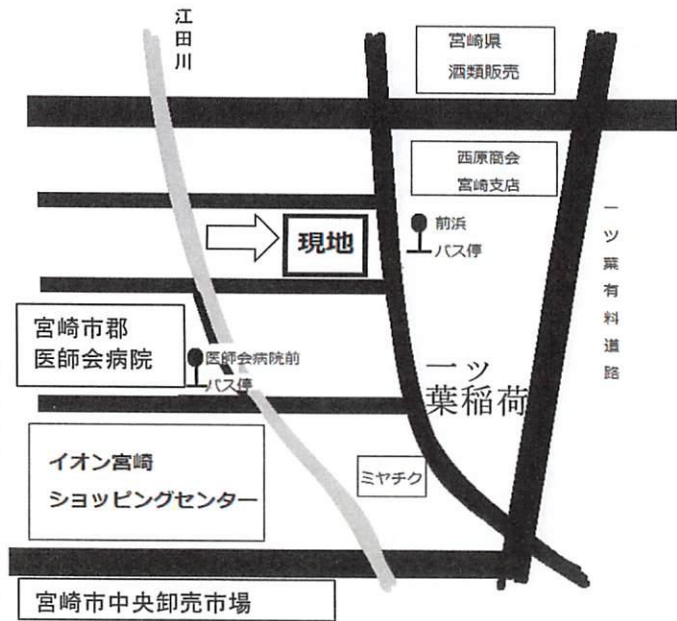 江田川
宮崎県
酒類販売
西原商会
宮崎支店
一ツ葉有料道路
前浜
バス停
現地
宮崎市郡
医師会病院
医師会病院前
バス停
一ッ
葉稲荷
イオン宮崎
ショッピングセンター
ミヤチク
宮崎市中央卸売市場